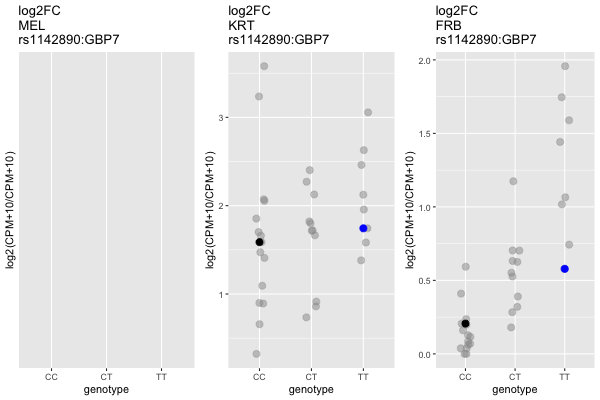 log2FC
MEL
rs1142890:GBP7
log2(CPM+10/CPM+10)
CC CT TT
genotype
log2FC
KRT
rs1142890:GBP7
log2(CPM+10/CPM+10)
3
2
1
CC CT TT
genotype
log2FC
FRB
rs1142890:GBP7
log2(CPM+10/CPM+10)
2.0
1.5
1.0
0.5
0.0
CC CT TT
genotype